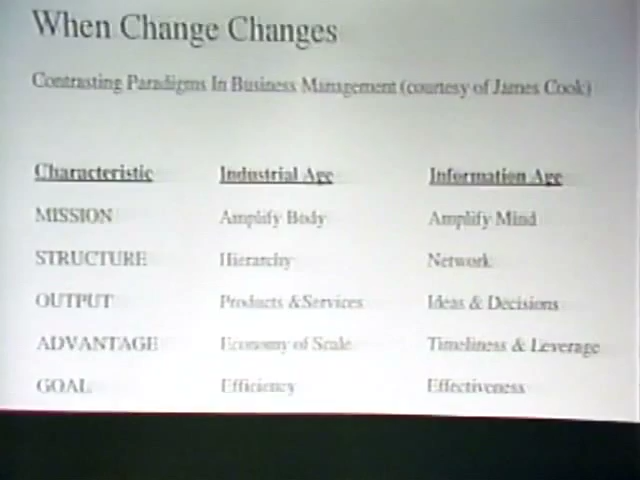 When Change Changes
Contrasting Paradigms In Business Management (courtesy of James Cook)
Characteristic Industrial Age Information Age
MISSION Amplify Body Amplify Mind
STRUCTURE Hierarchy Network
OUTPUT Products &Services Ideas & Decisions
ADVANTAGE Economy of Scale Timeliness & Leverage
GOAL Efficiency Effectiveness